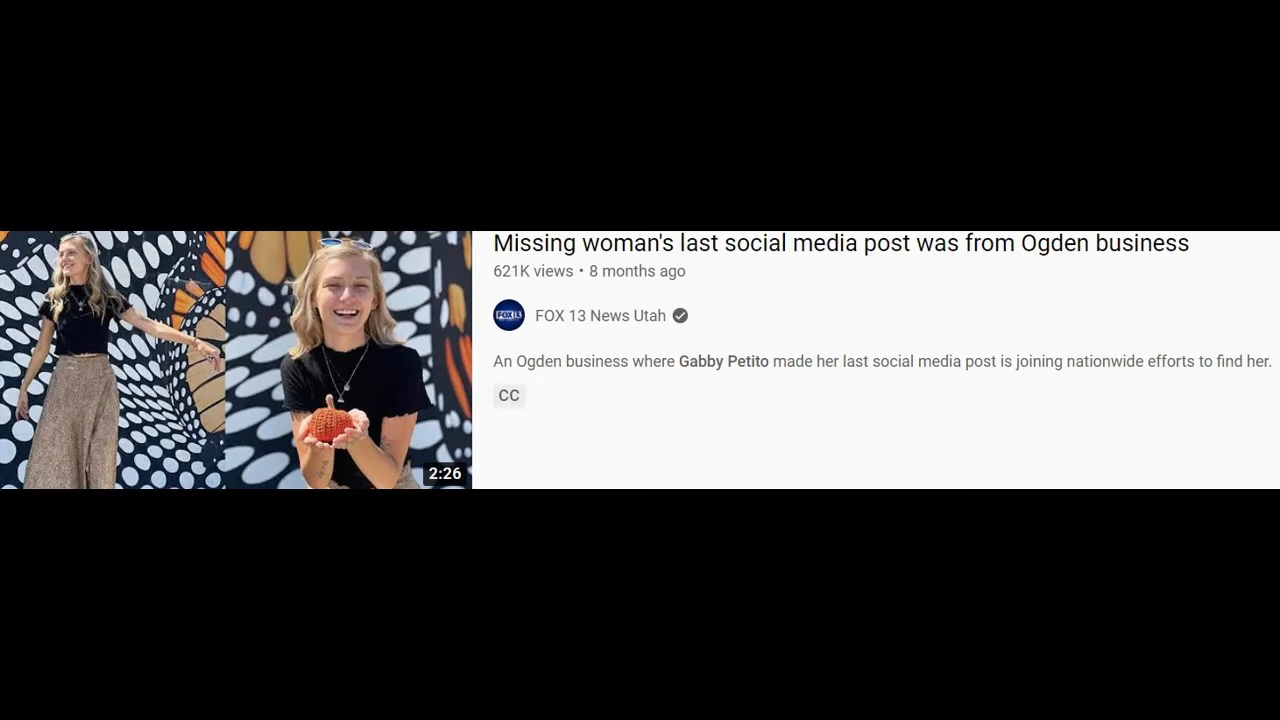 Missing woman's last social media post was from Ogden business
621K views • 8 months ago
FOX 13 News Utah
An Ogden business where Gabby Petito made her last social media post is joining nationwide efforts to find her.
CC
2:26